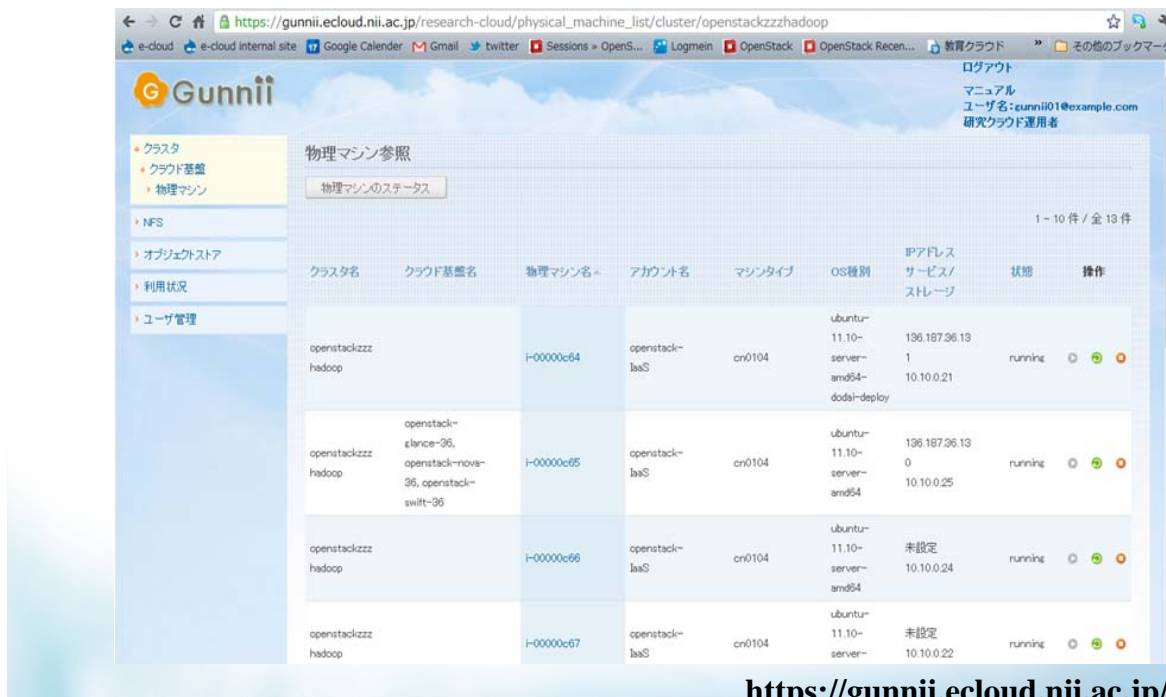 https://gunnii.ecloud.nii.ac.jp/research-cloud/physical_machine_list/cluster/openstackzzzhadoop
e-cloud e-cloud internal site Google Calender Gmail twitter Sessions » OpenS... Logmein OpenStack OpenStack Recen... 教育クラウド » その他のブックマーク
G Gunnii
ログアウト
マニュアル
ユーザ名:gunnii01@example.com
研究クラウド運用者
クラスタ
クラウド基盤
物理マシン
NFS
オブジェクトストア
利用状況
ユーザ管理
物理マシン参照
物理マシンのステータス
1 - 10 件 / 全 13 件
クラスタ名 クラウド基盤名 物理マシン名 アカウント名 マシンタイプ OS種別 IPアドレス サービス/ ストレージ 状態 操作
openstackzzz
hadoop
i-00000c64
openstack-
IaaS
cn0104
ubuntu-
11.10-
server-
amd64-
dodai-deploy
136.187.36.13
1
10.10.0.21
running
openstackzzz
hadoop
openstack-
glance-36,
openstack-nova-
36, openstack-
swift-36
i-00000c65
openstack-
IaaS
cn0104
ubuntu-
11.10-
server-
amd64
136.187.36.13
0
10.10.0.25
running
openstackzzz
hadoop
i-00000c66
openstack-
IaaS
cn0104
ubuntu-
11.10-
server-
amd64
未設定
10.10.0.24
running
openstackzzz
hadoop
i-00000c67
openstack-
IaaS
cn0104
ubuntu-
11.10-
server-
未設定
10.10.0.22
running
https://gunnii.ecloud.nii.ac.jp/